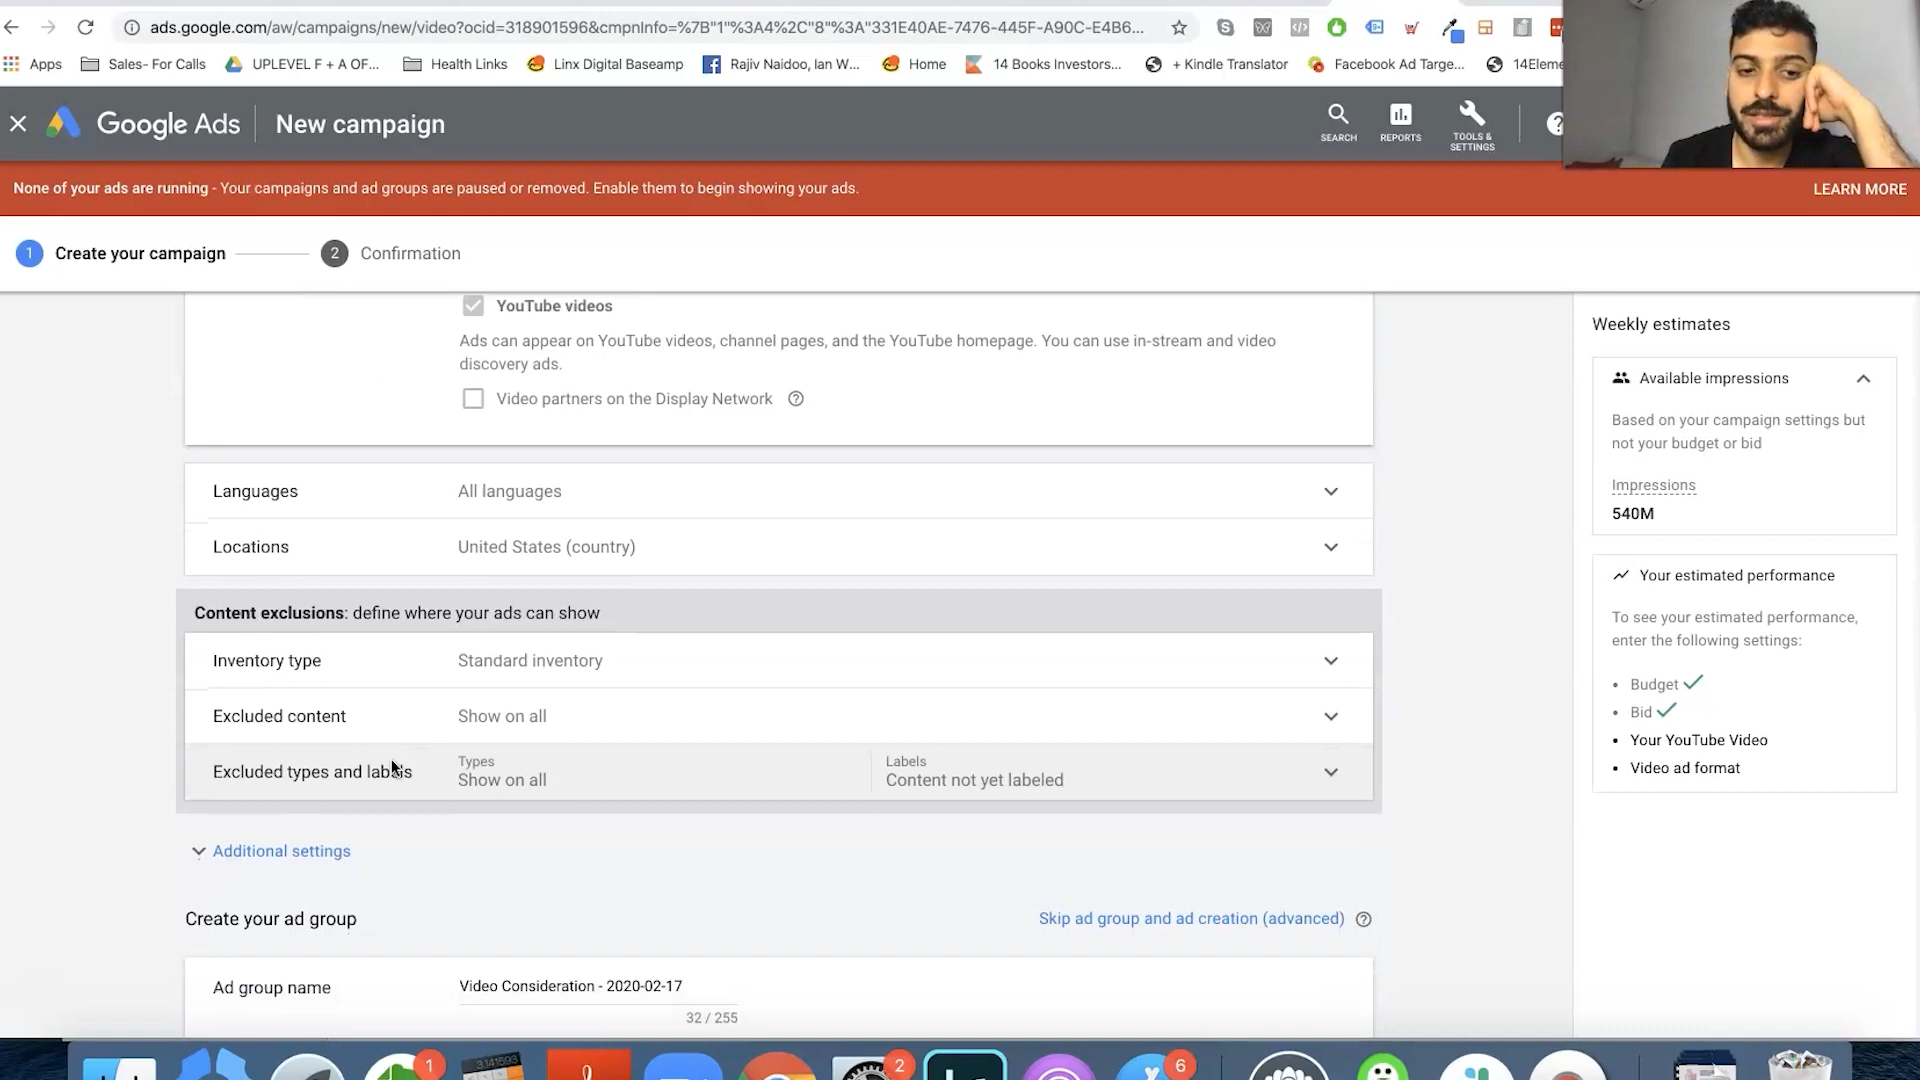 ads.google.com/aw/campaigns/new/video?ocid=318901596&cmpnInfo=%7B"1"%3A4%2C"8"%3A"331E40AE-7476-445F-A90C-E4B6...
Apps
Sales- For Calls
UPLEVEL F + A OF...
Health Links
Linx Digital Basecamp
Rajiv Naidoo, Ian W...
Home
14 Books Investors...
+ Kindle Translator
Facebook Ad Targe...
14Eleme
Google Ads
New campaign
SEARCH
REPORTS
TOOLS &
SETTINGS
None of your ads are running - Your campaigns and ad groups are paused or removed. Enable them to begin showing your ads.
LEARN MORE
1 Create your campaign
2 Confirmation
YouTube videos
Ads can appear on YouTube videos, channel pages, and the YouTube homepage. You can use in-stream and video
discovery ads.
Video partners on the Display Network
Languages All languages
Locations United States (country)
Content exclusions: define where your ads can show
Inventory type Standard inventory
Excluded content Show on all
Excluded types and labels
Types
Show on all
Labels
Content not yet labeled
Additional settings
Create your ad group
Skip ad group and ad creation (advanced)
Ad group name Video Consideration - 2020-02-17
32 / 255
Weekly estimates
Available impressions
Based on your campaign settings but
not your budget or bid
Impressions
540M
Your estimated performance
To see your estimated performance,
enter the following settings:
• Budget
• Bid
• Your YouTube Video
• Video ad format
1
3.141593
2
6